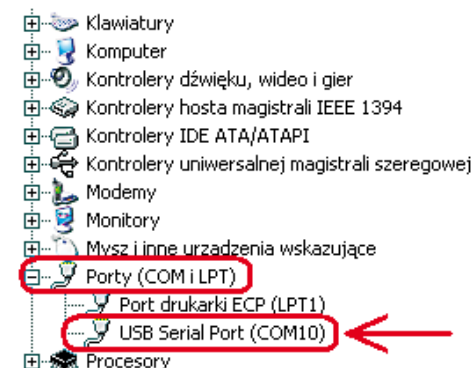 Klawiatury
Komputer
Kontrolery dźwięku, wideo i gier
Kontrolery hosta magistrali IEEE 1394
Kontrolery IDE ATA/ATAPI
Kontrolery uniwersalnej magistrali szeregowej
Modemy
Monitory
Mysz i inne urządzenia wskazujące
Porty (COM i LPT)
Port drukarki ECP (LPT1)
USB Serial Port (COM10)
Procesory